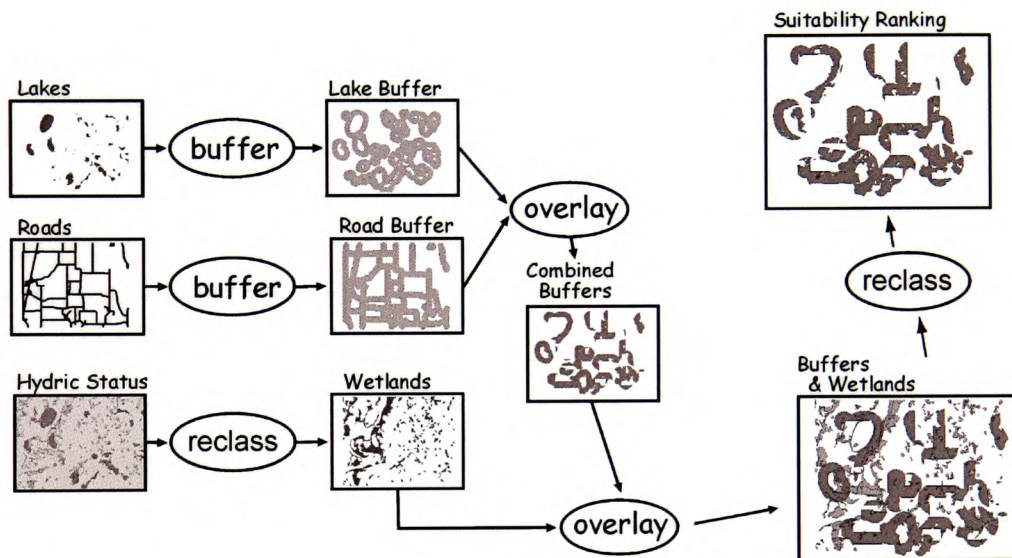 Suitability Ranking
Lakes
buffer
Lake Buffer
overlay
Roads
buffer
Road Buffer
Combined
Buffers
reclass
Hydric Status
reclass
Wetlands
Buffers
& Wetlands
overlay